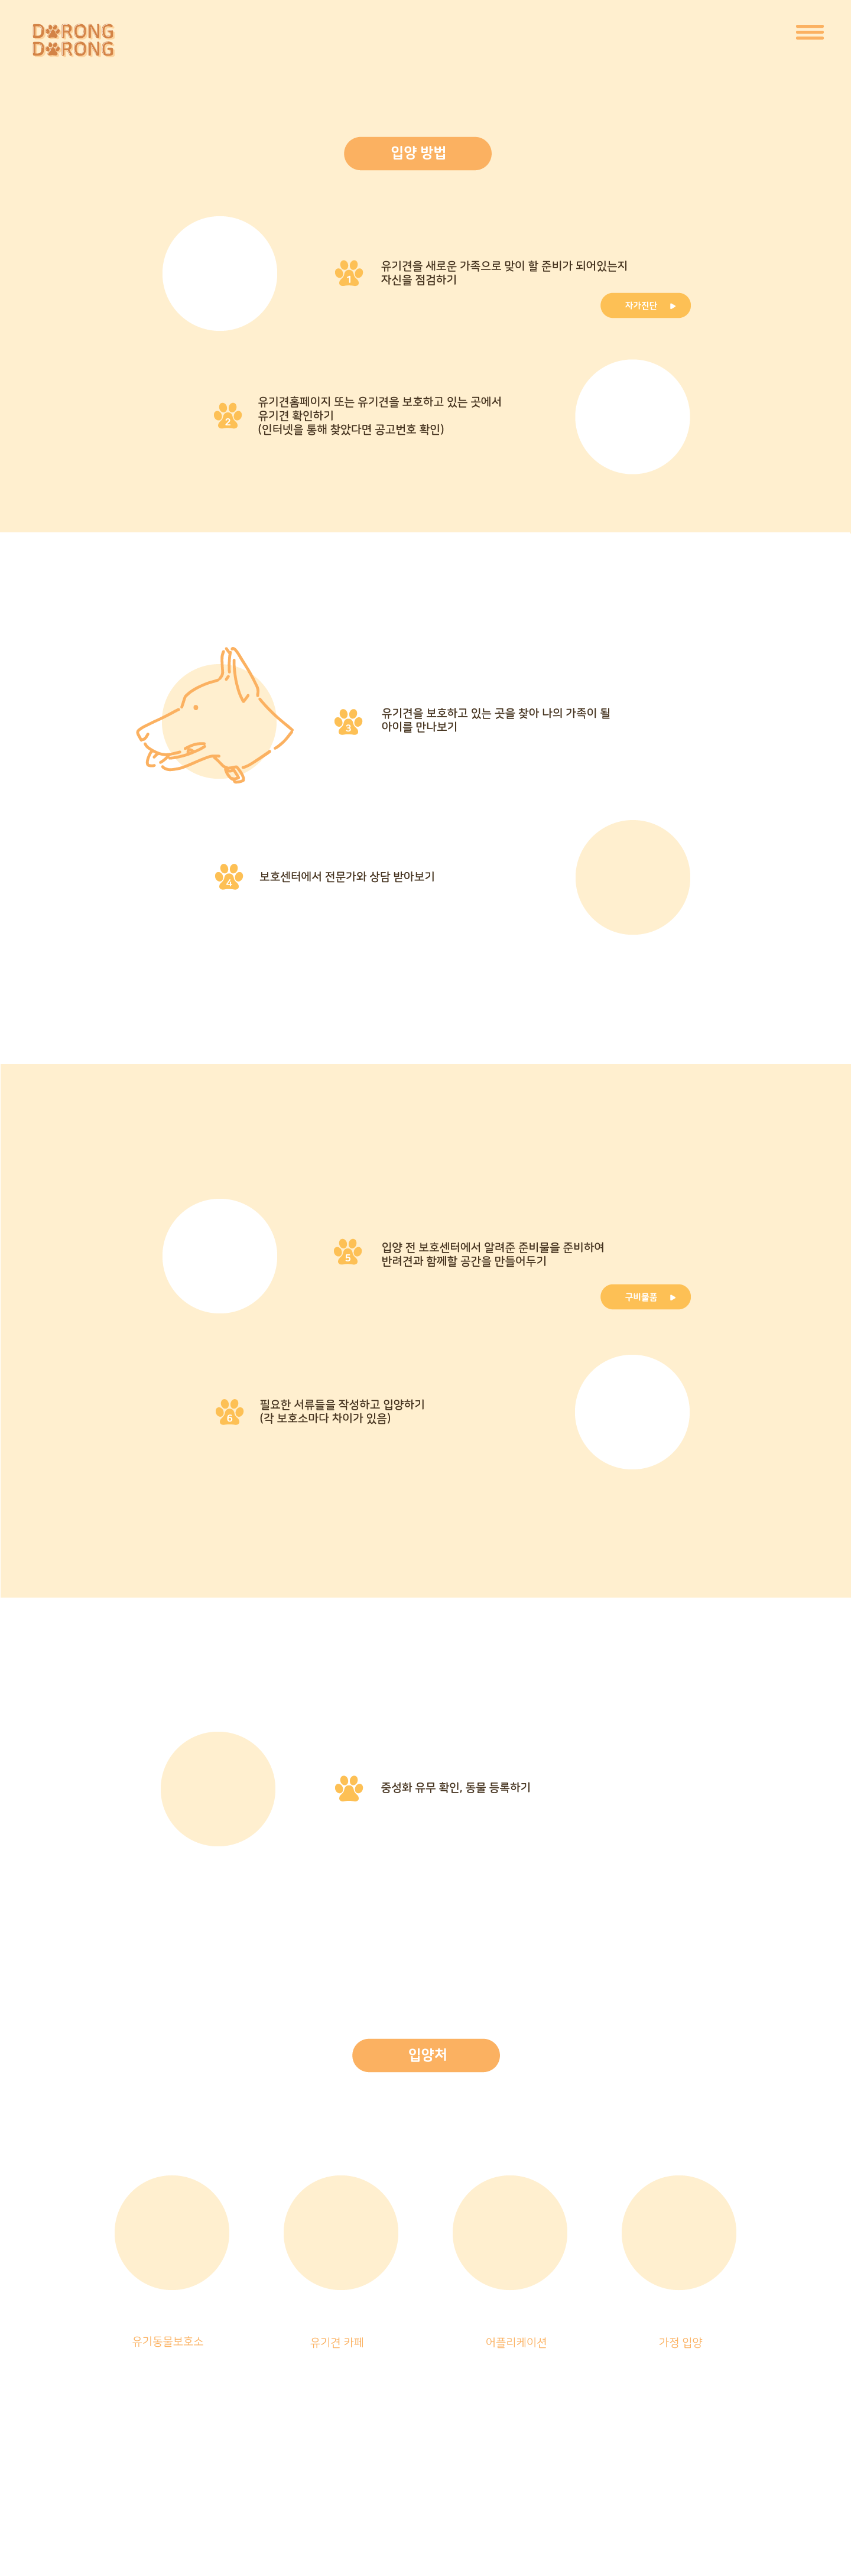 DORONG
DORONG
입양 방법
1
유기견을 새로운 가족으로 맞이 할 준비가 되어있는지
자신을 점검하기
자가진단 ▶
2
유기견홈페이지 또는 유기견을 보호하고 있는 곳에서
유기견 확인하기
(인터넷을 통해 찾았다면 공고번호 확인)
3
유기견을 보호하고 있는 곳을 찾아 나의 가족이 될
아이를 만나보기
4
보호센터에서 전문가와 상담 받아보기
5
입양 전 보호센터에서 알려준 준비물을 준비하여
반려견과 함께할 공간을 만들어두기
구비물품 ▶
6
필요한 서류들을 작성하고 입양하기
(각 보호소마다 차이가 있음)
중성화 유무 확인, 동물 등록하기
입양처
유기동물보호소
유기견 카페
어플리케이션
가정 입양